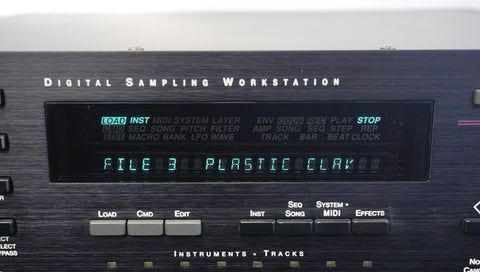 DIGITAL SAMPLING WORKSTATION
LOAD INST MIDI SYSTEM LAYER ENV ODUB REC PLAY STOP
CMD SEQ SONG PITCH FILTER AMP SONG SEQ STEP REP
EDIT MACRO BANK LFO WAVE TRACK BAR BEAT CLOCK
FILE 3 PLASTIC CLAV
LOAD CMD EDIT INST SEQ SONG SYSTEM • MIDI EFFECTS
INSTRUMENTS • TRACKS